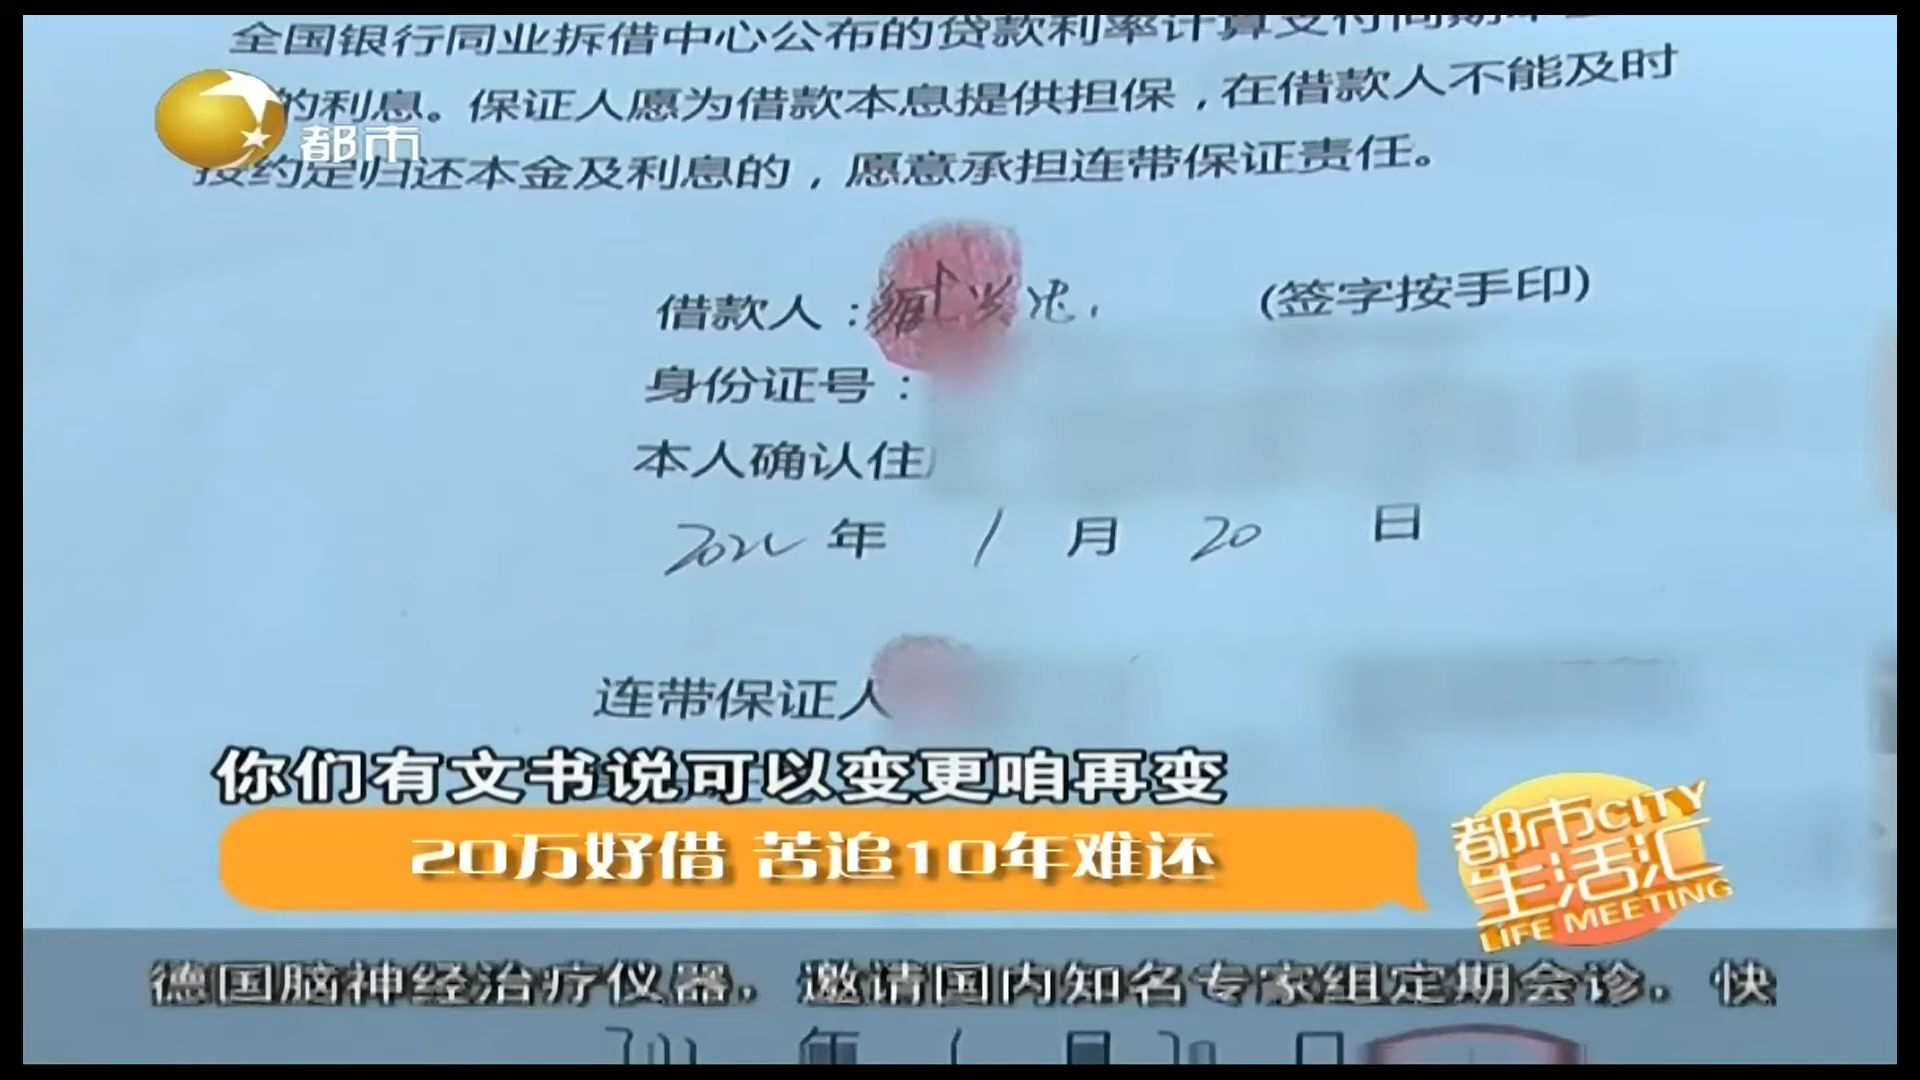 全国银行同业拆借中心公布的贷款利率计算支付同期
的利息。保证人愿为借款本息提供担保，在借款人不能及时
都市
按约定归还本金及利息的，愿意承担连带保证责任。
借款人：臧 (签字按手印)
身份证号：
本人确认住
2022 年 1 月 20 日
连带保证人
你们有文书说可以变更咱再变
20万好借 苦追10年难还
都市CITY
生活汇
LIFE MEETING
德国脑神经治疗仪器。邀请国内知名专家组定期会诊。快
年 月 日